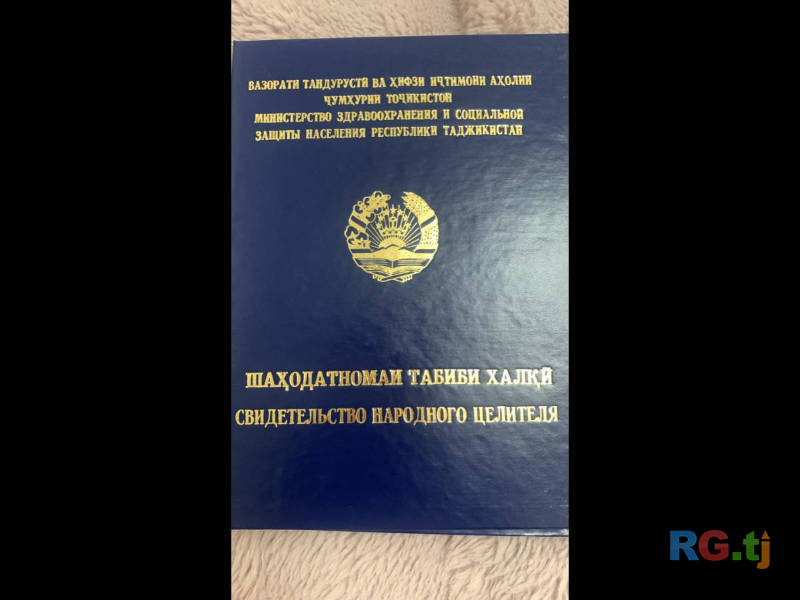 ВАЗОРАТИ ТАНДУРУСТӢ ВА ҲИФЗИ ИҶТИМОИИ АҲОЛИИ
ҶУМҲУРИИ ТОҶИКИСТОН
МИНИСТЕРСТВО ЗДРАВООХРАНЕНИЯ И СОЦИАЛЬНОЙ
ЗАЩИТЫ НАСЕЛЕНИЯ РЕСПУБЛИКИ ТАДЖИКИСТАН
ШАҲОДАТНОМАИ ТАБИБИ ХАЛҚӢ
СВИДЕТЕЛЬСТВО НАРОДНОГО ЦЕЛИТЕЛЯ
RG.tj